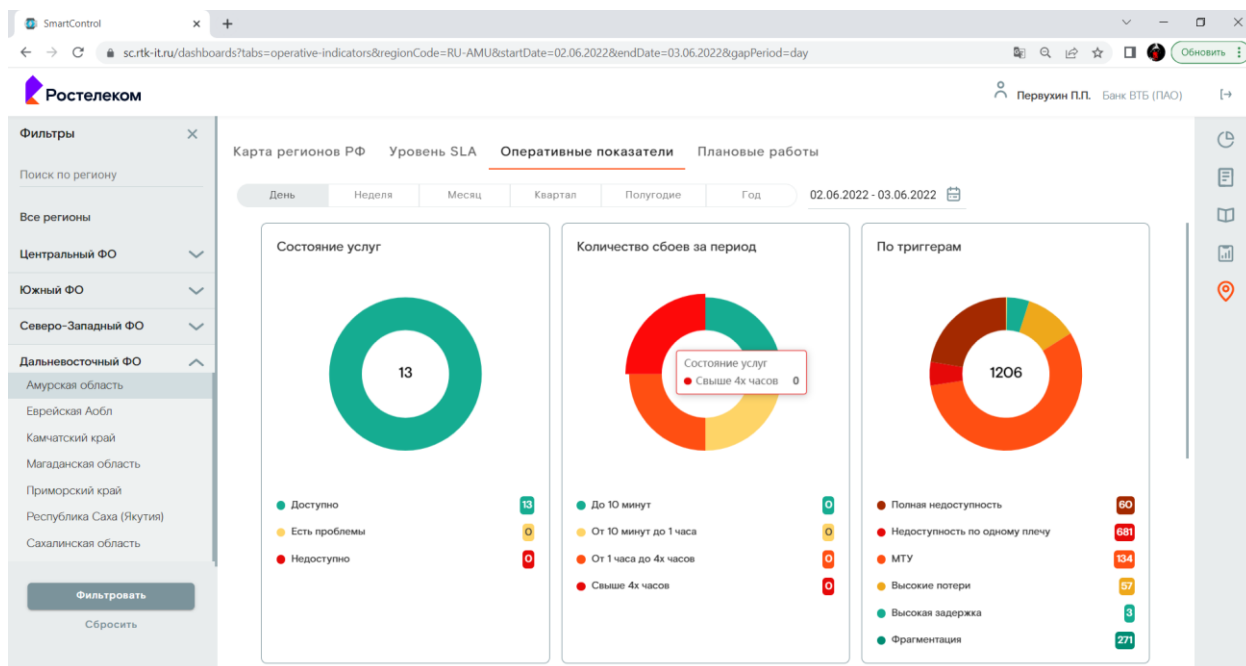 SmartControl
sc.rtk-it.ru/dashboards?tabs=operative-indicators&regionCode=RU-AMU&startDate=02.06.2022&endDate=03.06.2022&gapPeriod=day
Обновить
Ростелеком
Первухин П.П. Банк ВТБ (ПАО)
Фильтры
Поиск по региону
Все регионы
Центральный ФО
Южный ФО
Северо-Западный ФО
Дальневосточный ФО
Амурская область
Еврейская Аобл
Камчатский край
Магаданская область
Приморский край
Республика Саха (Якутия)
Сахалинская область
Фильтровать
Сбросить
Карта регионов РФ Уровень SLA Оперативные показатели Плановые работы
День Неделя Месяц Квартал Полугодие Год 02.06.2022 - 03.06.2022
Состояние услуг
13
Доступно 13
Есть проблемы 0
Недоступно 0
Количество сбоев за период
Состояние услуг
Свыше 4х часов 0
До 10 минут 0
От 10 минут до 1 часа 0
От 1 часа до 4х часов 0
Свыше 4х часов 0
По триггерам
1206
Полная недоступность 60
Недоступность по одному плечу 681
МТУ 134
Высокие потери 57
Высокая задержка 3
Фрагментация 271